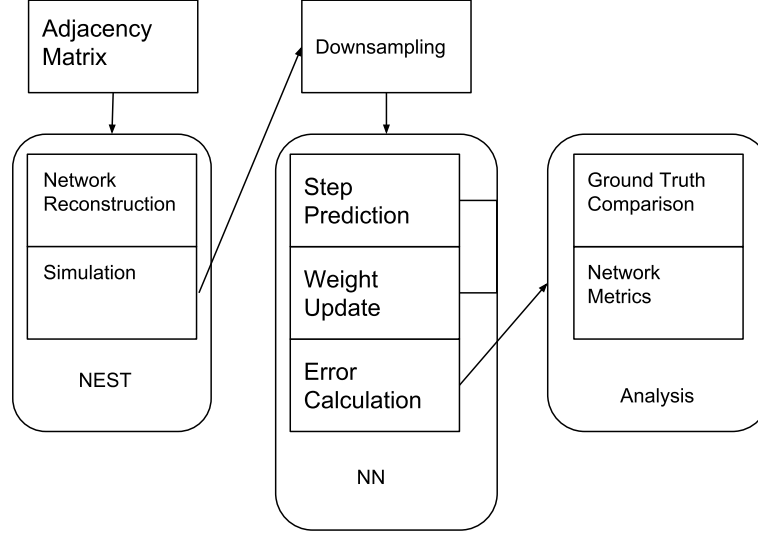 Adjacency
Matrix
Downsampling
Network
Reconstruction
Simulation
NEST
Step
Prediction
Weight
Update
Error
Calculation
NN
Ground Truth
Comparison
Network
Metrics
Analysis